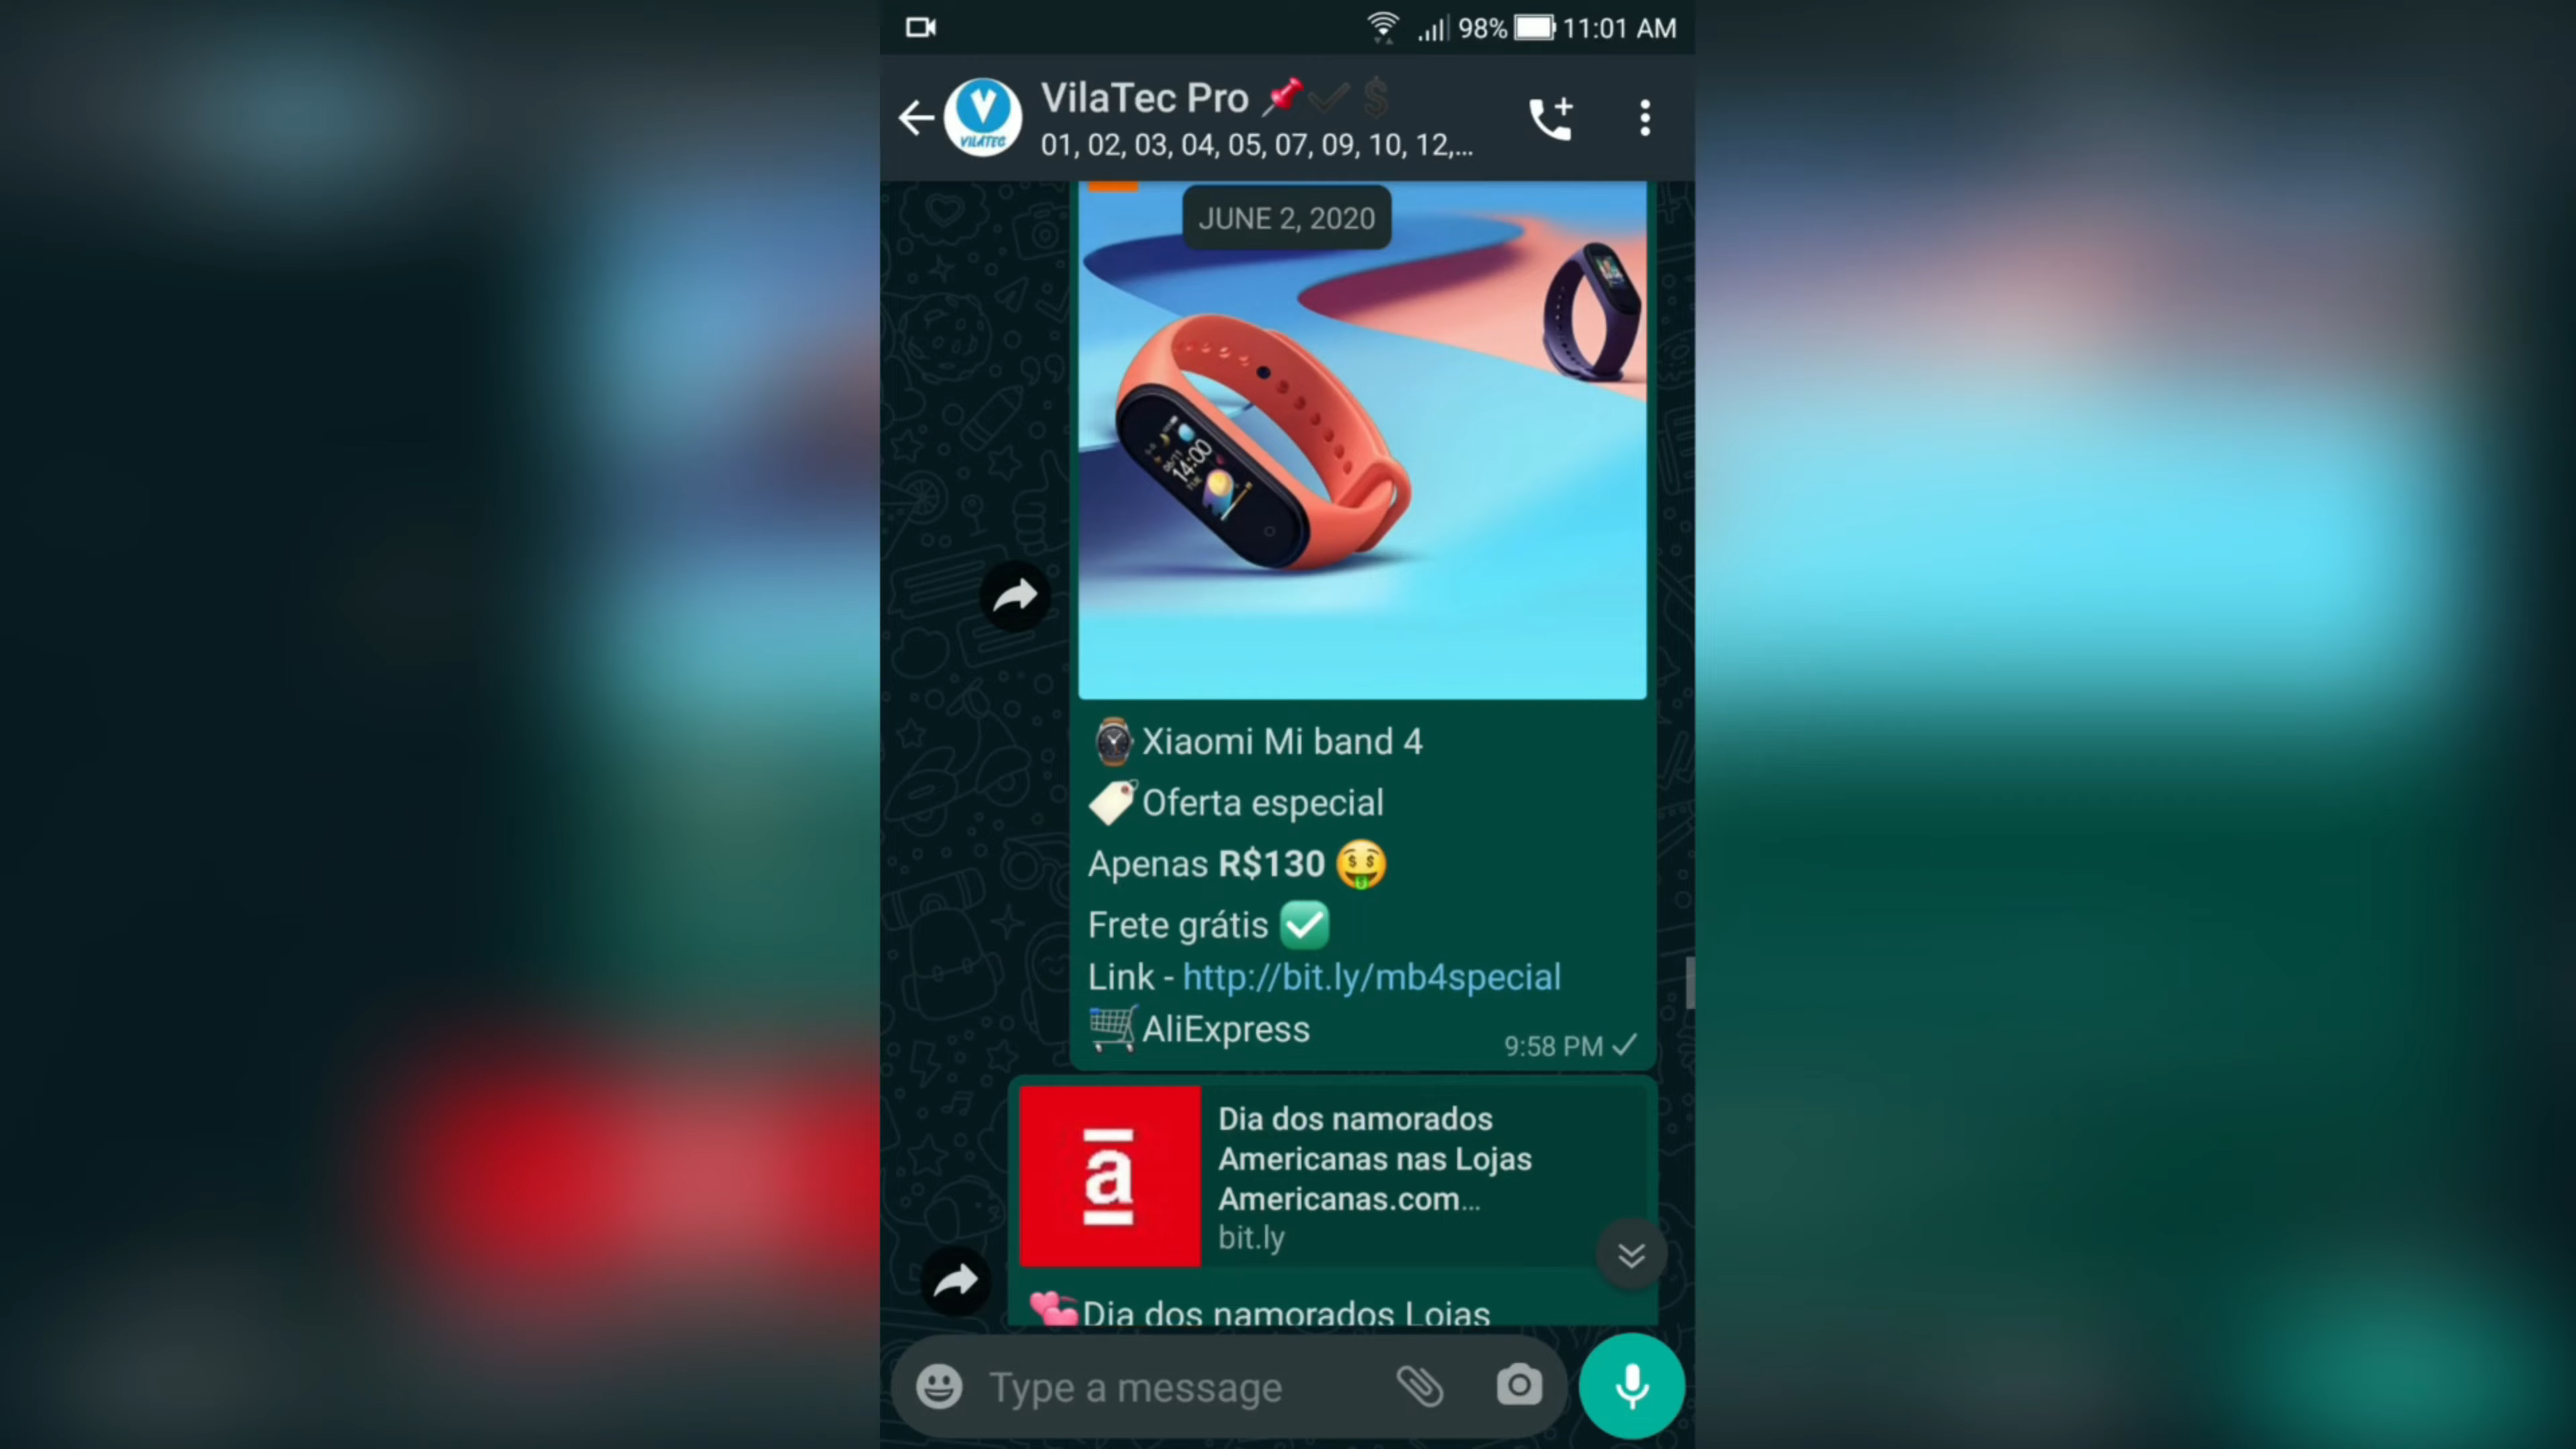 98% 11:01 AM
VilaTec Pro 📌✔$
VILATEC
01, 02, 03, 04, 05, 07, 09, 10, 12,...
JUNE 2, 2020
14:00
TUE
⌚Xiaomi Mi band 4
🏷Oferta especial
Apenas R$130 🤑
Frete grátis ✅
Link - http://bit.ly/mb4special
🛒AliExpress
9:58 PM ✓
a
Dia dos namorados
Americanas nas Lojas
Americanas.com...
bit.ly
💕Dia dos namorados Lojas
Type a message